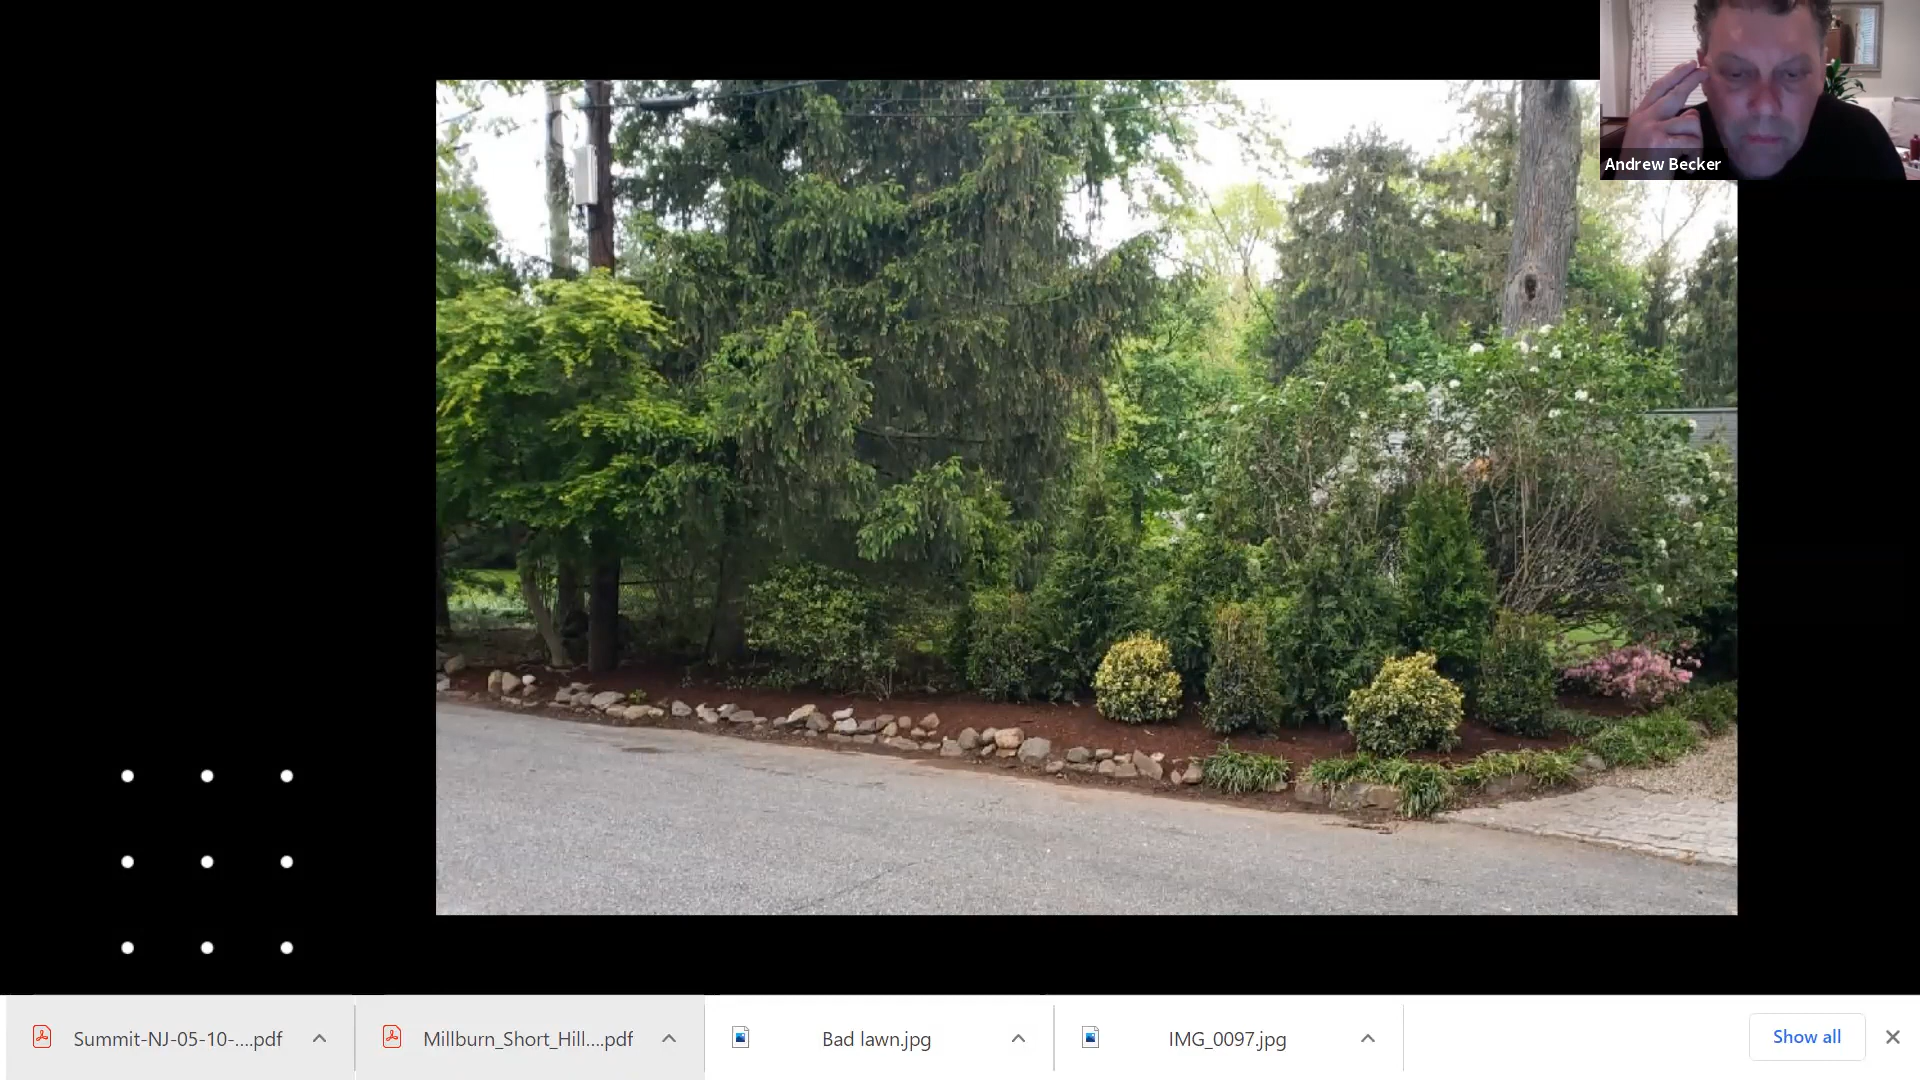 Andrew Becker
Summit-NJ-05-10-....pdf
Millburn_Short_Hill....pdf
Bad lawn.jpg
IMG_0097.jpg
Show all